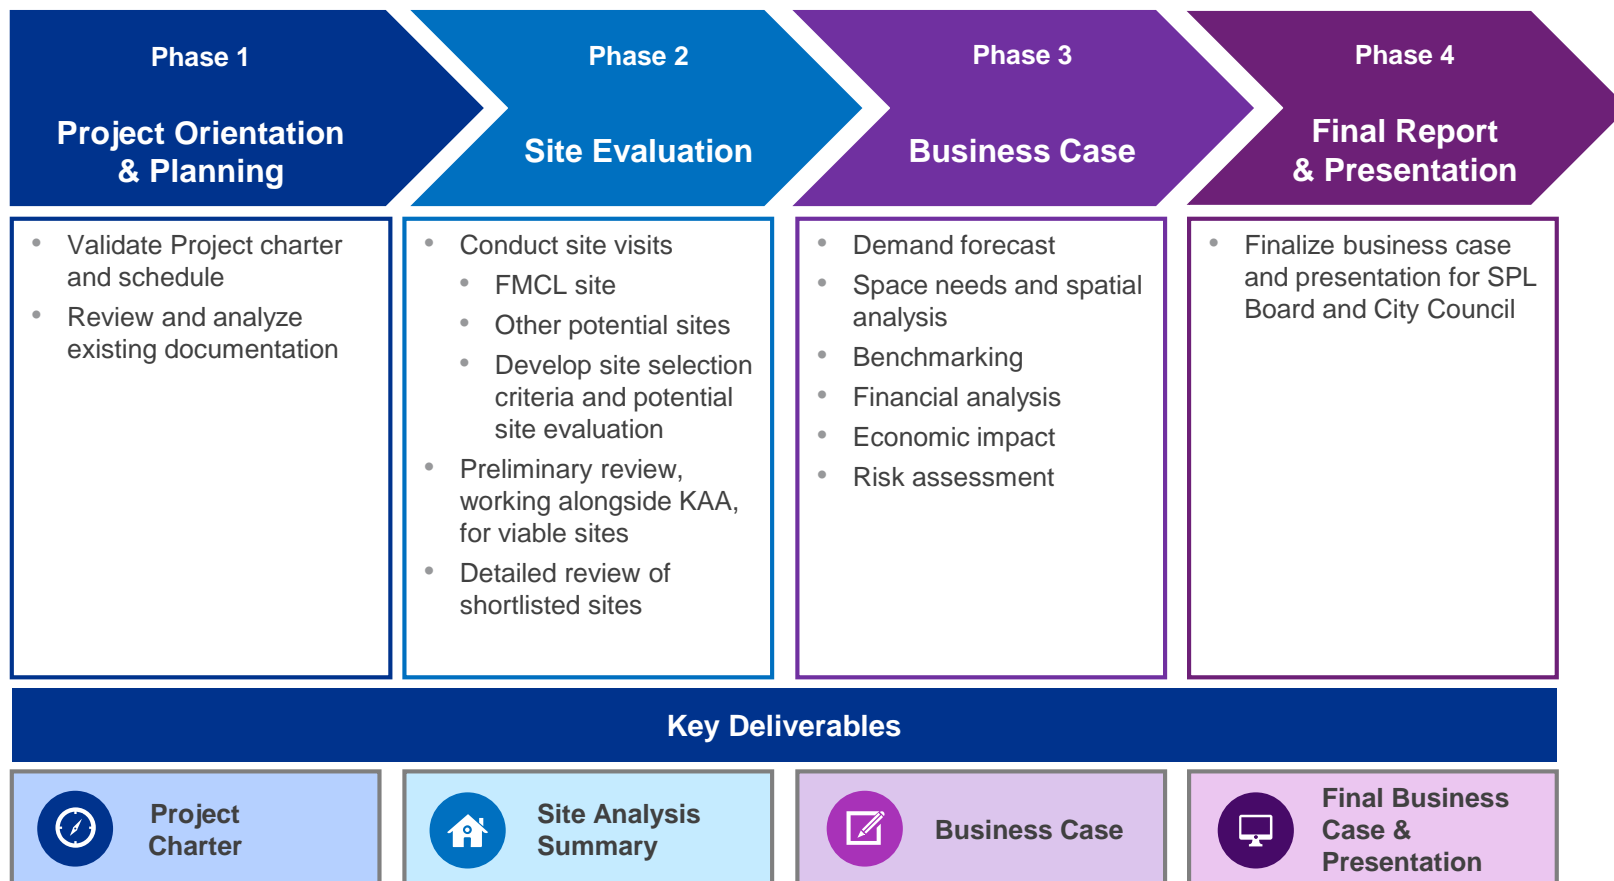 Phase 1
Project Orientation
& Planning
Phase 2
Site Evaluation
Phase 3
Business Case
Phase 4
Final Report
& Presentation
• Validate Project charter
and schedule
• Review and analyze
existing documentation
• Conduct site visits
• FMCL site
• Other potential sites
• Develop site selection
criteria and potential
site evaluation
• Preliminary review,
working alongside KAA,
for viable sites
• Detailed review of
shortlisted sites
• Demand forecast
• Space needs and spatial
analysis
• Benchmarking
• Financial analysis
• Economic impact
• Risk assessment
• Finalize business case
and presentation for SPL
Board and City Council
Key Deliverables
Project
Charter
Site Analysis
Summary
Business Case
Final Business
Case &
Presentation